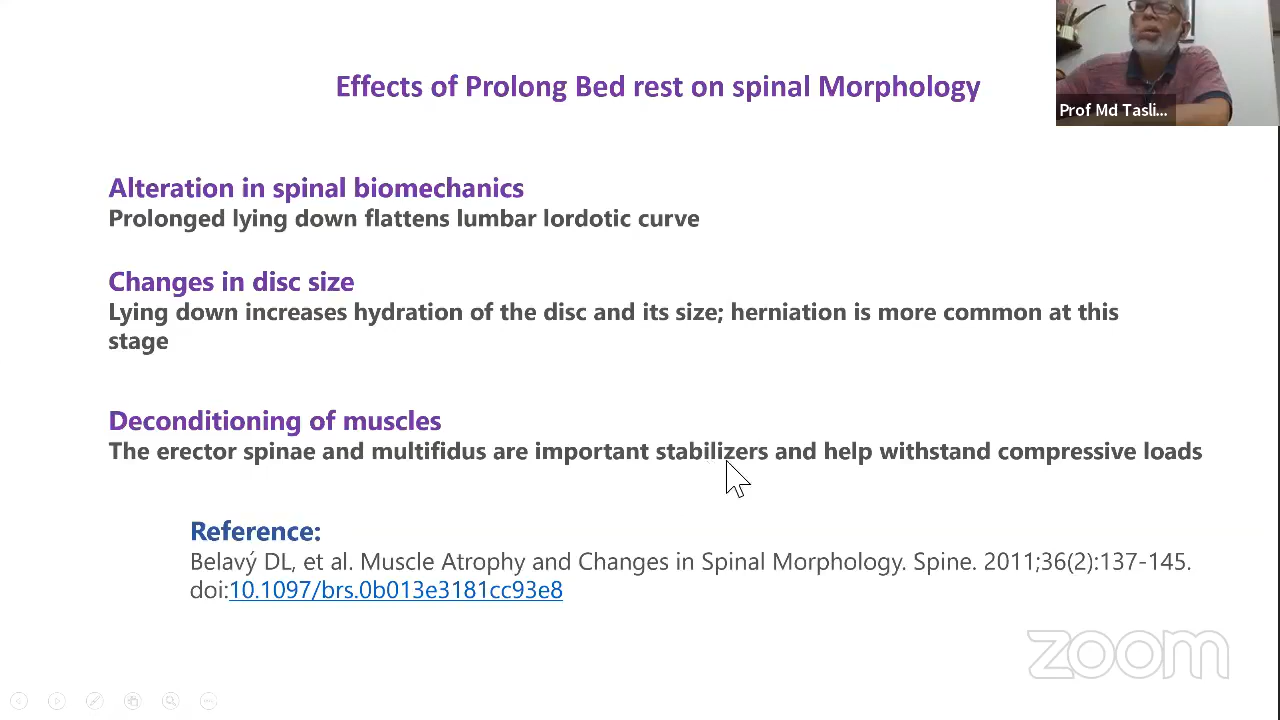 Effects of Prolong Bed rest on spinal Morphology
Prof Md Tasli...
Alteration in spinal biomechanics
Prolonged lying down flattens lumbar lordotic curve
Changes in disc size
Lying down increases hydration of the disc and its size; herniation is more common at this
stage
Deconditioning of muscles
The erector spinae and multifidus are important stabilizers and help withstand compressive loads
Reference:
Belavý DL, et al. Muscle Atrophy and Changes in Spinal Morphology. Spine. 2011;36(2):137-145.
doi:10.1097/brs.0b013e3181cc93e8
zoom